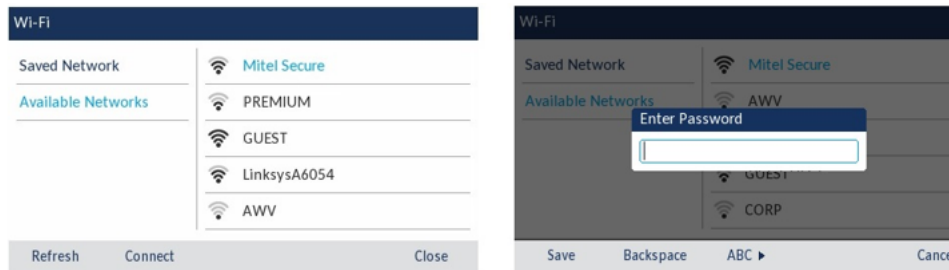 Wi-Fi
Saved Network
Available Networks
Mitel Secure
PREMIUM
GUEST
LinksysA6054
AWV
Refresh Connect Close
Wi-Fi
Saved Network
Available Networks
Mitel Secure
AWV
Enter Password
GUEST
CORP
Save Backspace ABC ▸